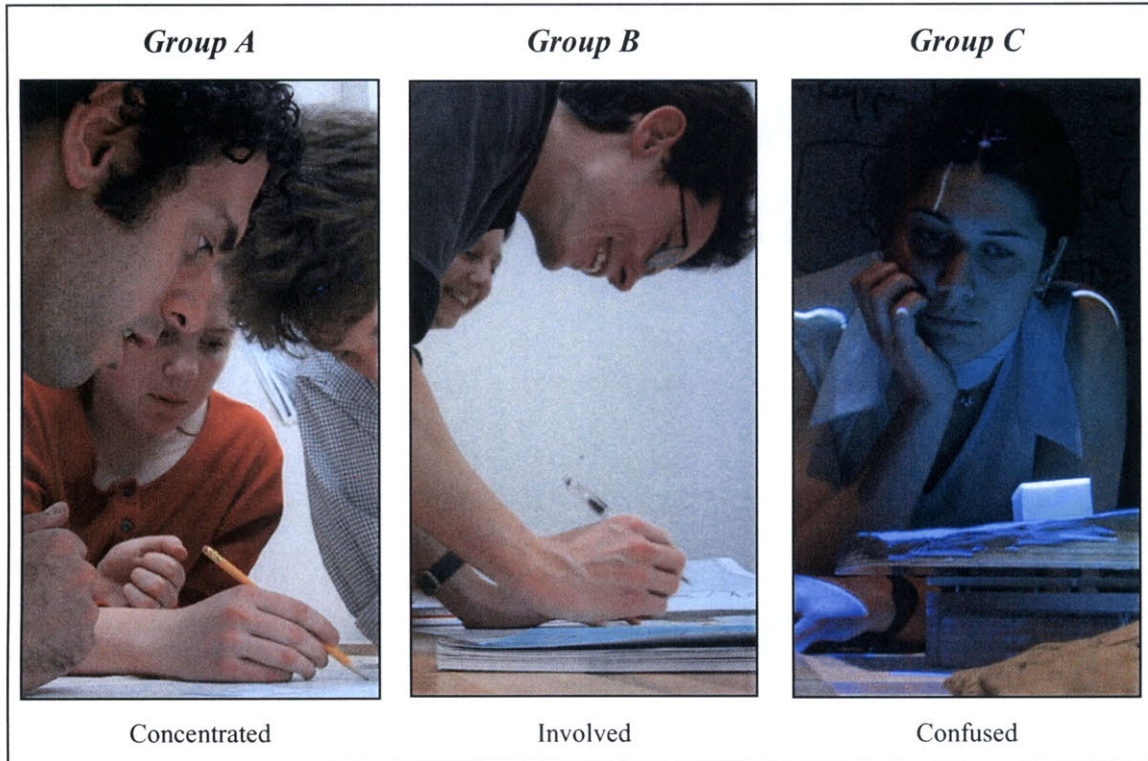 Group A
Group B
Group C
Concentrated
Involved
Confused